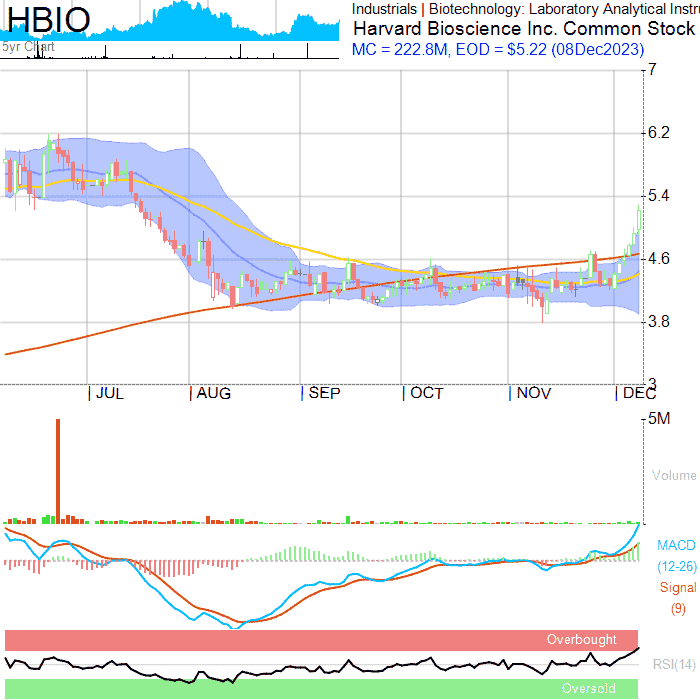 HBIO
5yr Chart
Industrials | Biotechnology: Laboratory Analytical Instru
Harvard Bioscience Inc. Common Stock
MC = 222.8M, EOD = $5.22 (08Dec2023)
7
6.2
5.4
4.6
3.8
3
JUL AUG SEP OCT NOV DEC
5M
Volume
MACD
(12-26)
Signal
(9)
Overbought
RSI(14)
Oversold